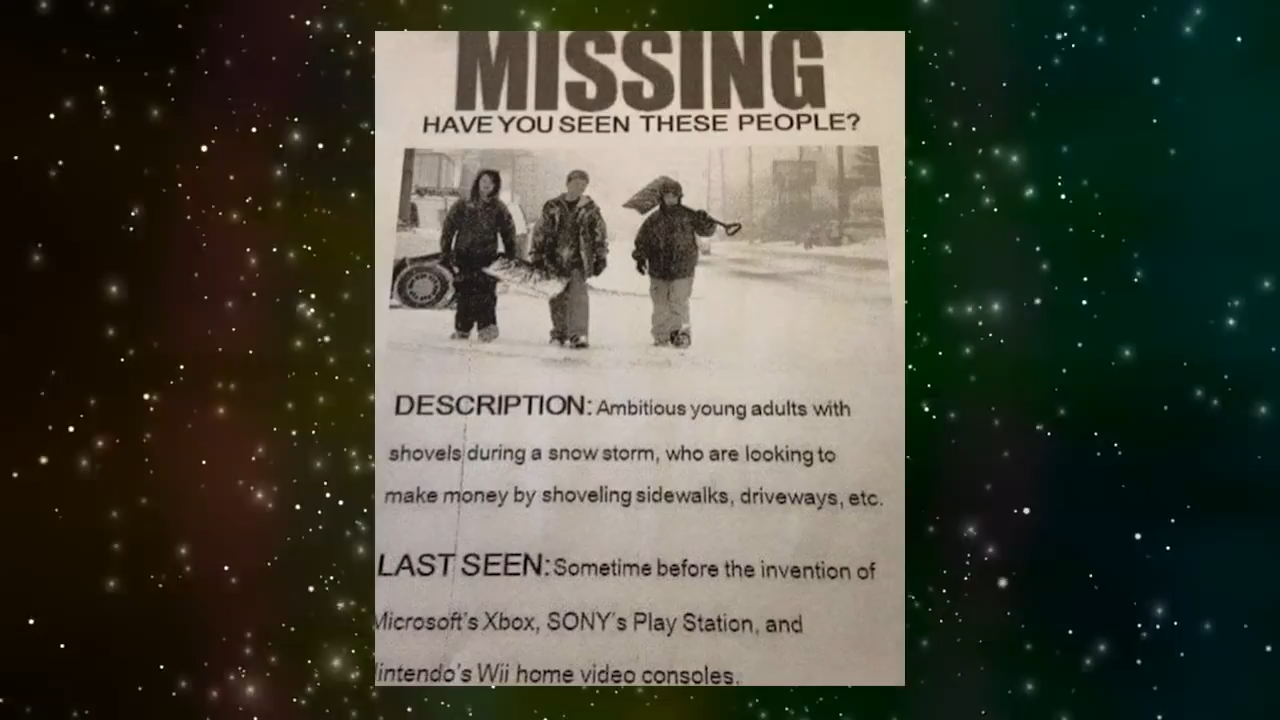 MISSING
HAVE YOU SEEN THESE PEOPLE?
DESCRIPTION: Ambitious young adults with
shovels during a snow storm, who are looking to
make money by shoveling sidewalks, driveways, etc.
LAST SEEN: Sometime before the invention of
Microsoft's Xbox, SONY's Play Station, and
Nintendo's Wii home video consoles.